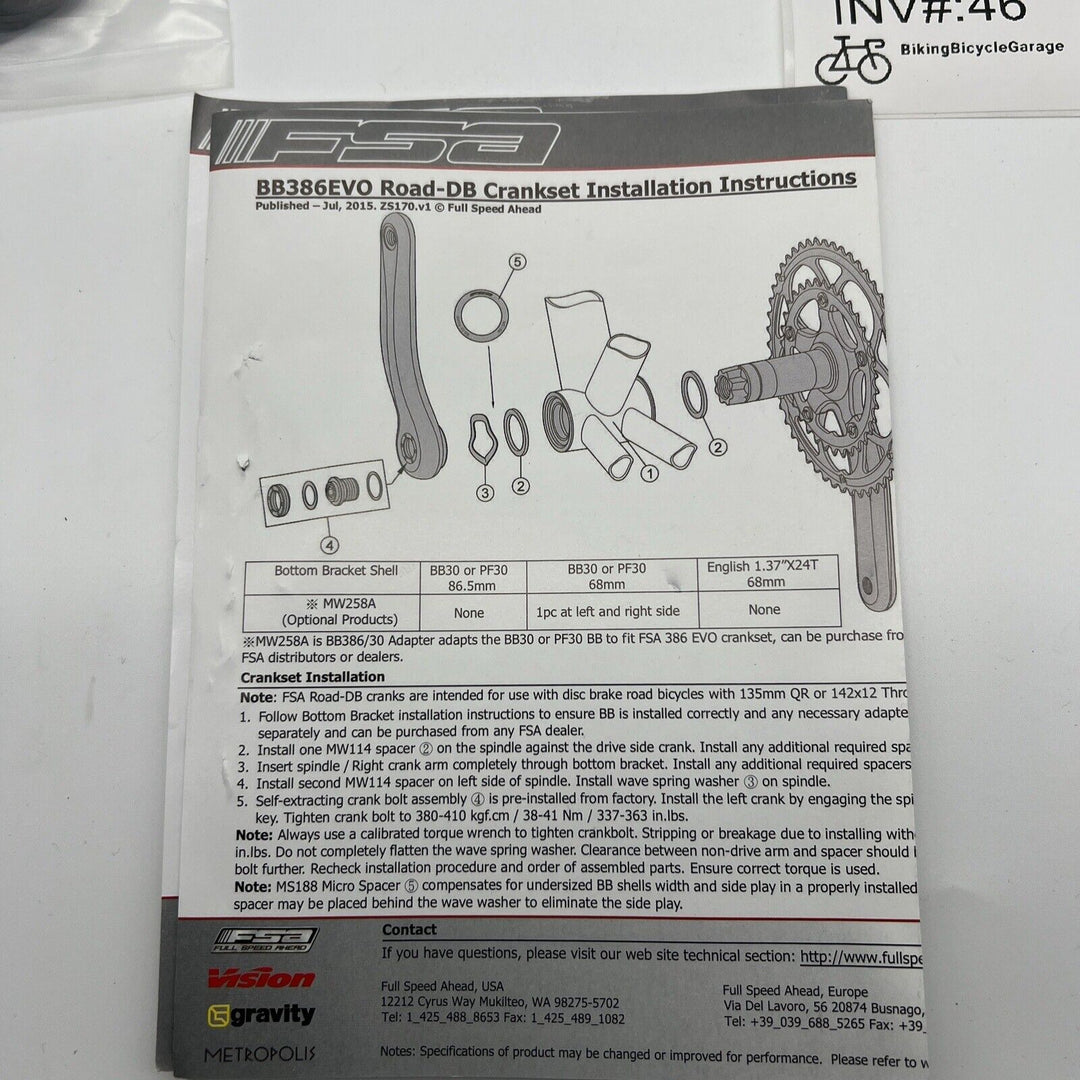 INV#:46
BikingBicycleGarage
FSA
BB386EVO Road-DB Crankset Installation Instructions
Published – Jul, 2015. ZS170.v1 © Full Speed Ahead
5
2
3
2
1
4
Bottom Bracket Shell BB30 or PF30 86.5mm BB30 or PF30 68mm English 1.37"X24T 68mm
※ MW258A (Optional Products) None 1pc at left and right side None
※MW258A is BB386/30 Adapter adapts the BB30 or PF30 BB to fit FSA 386 EVO crankset, can be purchase fro
FSA distributors or dealers.
Crankset Installation
Note: FSA Road-DB cranks are intended for use with disc brake road bicycles with 135mm QR or 142x12 Thr
1. Follow Bottom Bracket installation instructions to ensure BB is installed correctly and any necessary adapte
separately and can be purchased from any FSA dealer.
2. Install one MW114 spacer ② on the spindle against the drive side crank. Install any additional required spa
3. Insert spindle / Right crank arm completely through bottom bracket. Install any additional required spacers
4. Install second MW114 spacer on left side of spindle. Install wave spring washer ③ on spindle.
5. Self-extracting crank bolt assembly ④ is pre-installed from factory. Install the left crank by engaging the spi
key. Tighten crank bolt to 380-410 kgf.cm / 38-41 Nm / 337-363 in.lbs.
Note: Always use a calibrated torque wrench to tighten crankbolt. Stripping or breakage due to installing with
in.lbs. Do not completely flatten the wave spring washer. Clearance between non-drive arm and spacer should
bolt further. Recheck installation procedure and order of assembled parts. Ensure correct torque is used.
Note: MS188 Micro Spacer ⑤ compensates for undersized BB shells width and side play in a properly installed
spacer may be placed behind the wave washer to eliminate the side play.
FSA
FULL SPEED AHEAD
Vision
gravity
METROPOLIS
Contact
If you have questions, please visit our web site technical section: http://www.fullspe
Full Speed Ahead, USA
12212 Cyrus Way Mukilteo, WA 98275-5702
Tel: 1_425_488_8653 Fax: 1_425_489_1082
Full Speed Ahead, Europe
Via Del Lavoro, 56 20874 Busnago,
Tel: +39_039_688_5265 Fax: +39_
Notes: Specifications of product may be changed or improved for performance. Please refer to w